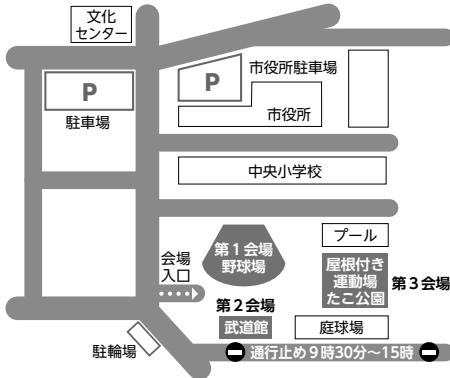 文化
センター
P
駐車場
P
市役所駐車場
市役所
中央小学校
会場
入口
第1会場
野球場
プール
屋根付き
運動場
たこ公園
第3会場
第2会場
武道館
庭球場
駐輪場
通行止め9時30分〜15時